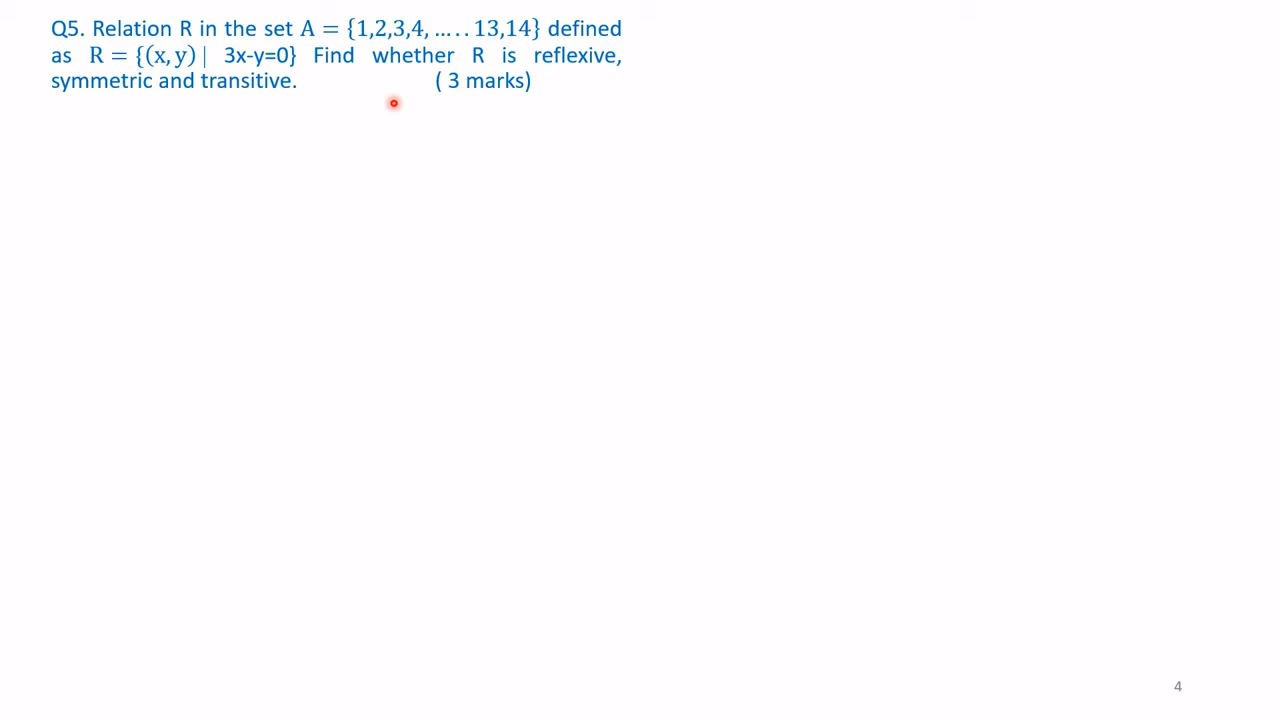 Q5. Relation R in the set A = {1,2,3,4, ….. 13,14} defined
as R = {(x, y) | 3x-y=0} Find whether R is reflexive,
symmetric and transitive. ( 3 marks)
4